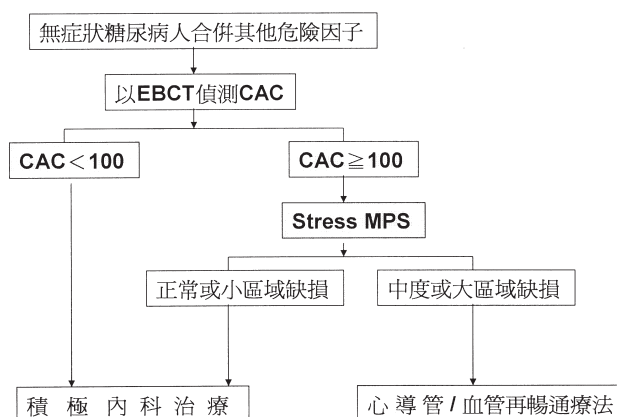 無症狀糖尿病人合併其他危險因子
以EBCT偵測CAC
CAC＜100
CAC≧100
Stress MPS
正常或小區域缺損
中度或大區域缺損
積極內科治療
心導管/血管再暢通療法